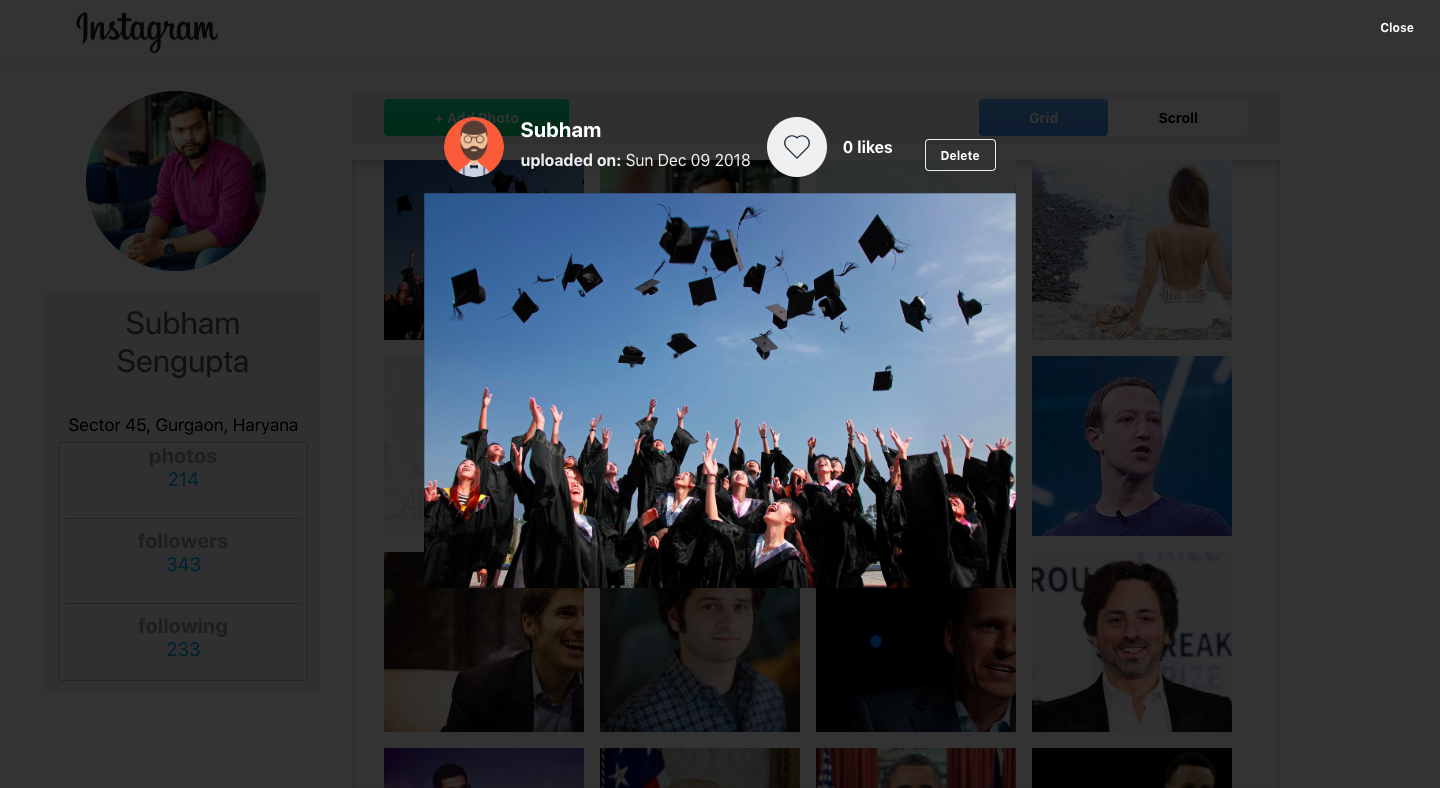 Instagram
Close
+ Add Photo
Grid
Scroll
Subham
uploaded on: Sun Dec 09 2018
0 likes
Delete
Subham
Sengupta
Sector 45, Gurgaon, Haryana
photos
214
followers
343
following
233
REAK